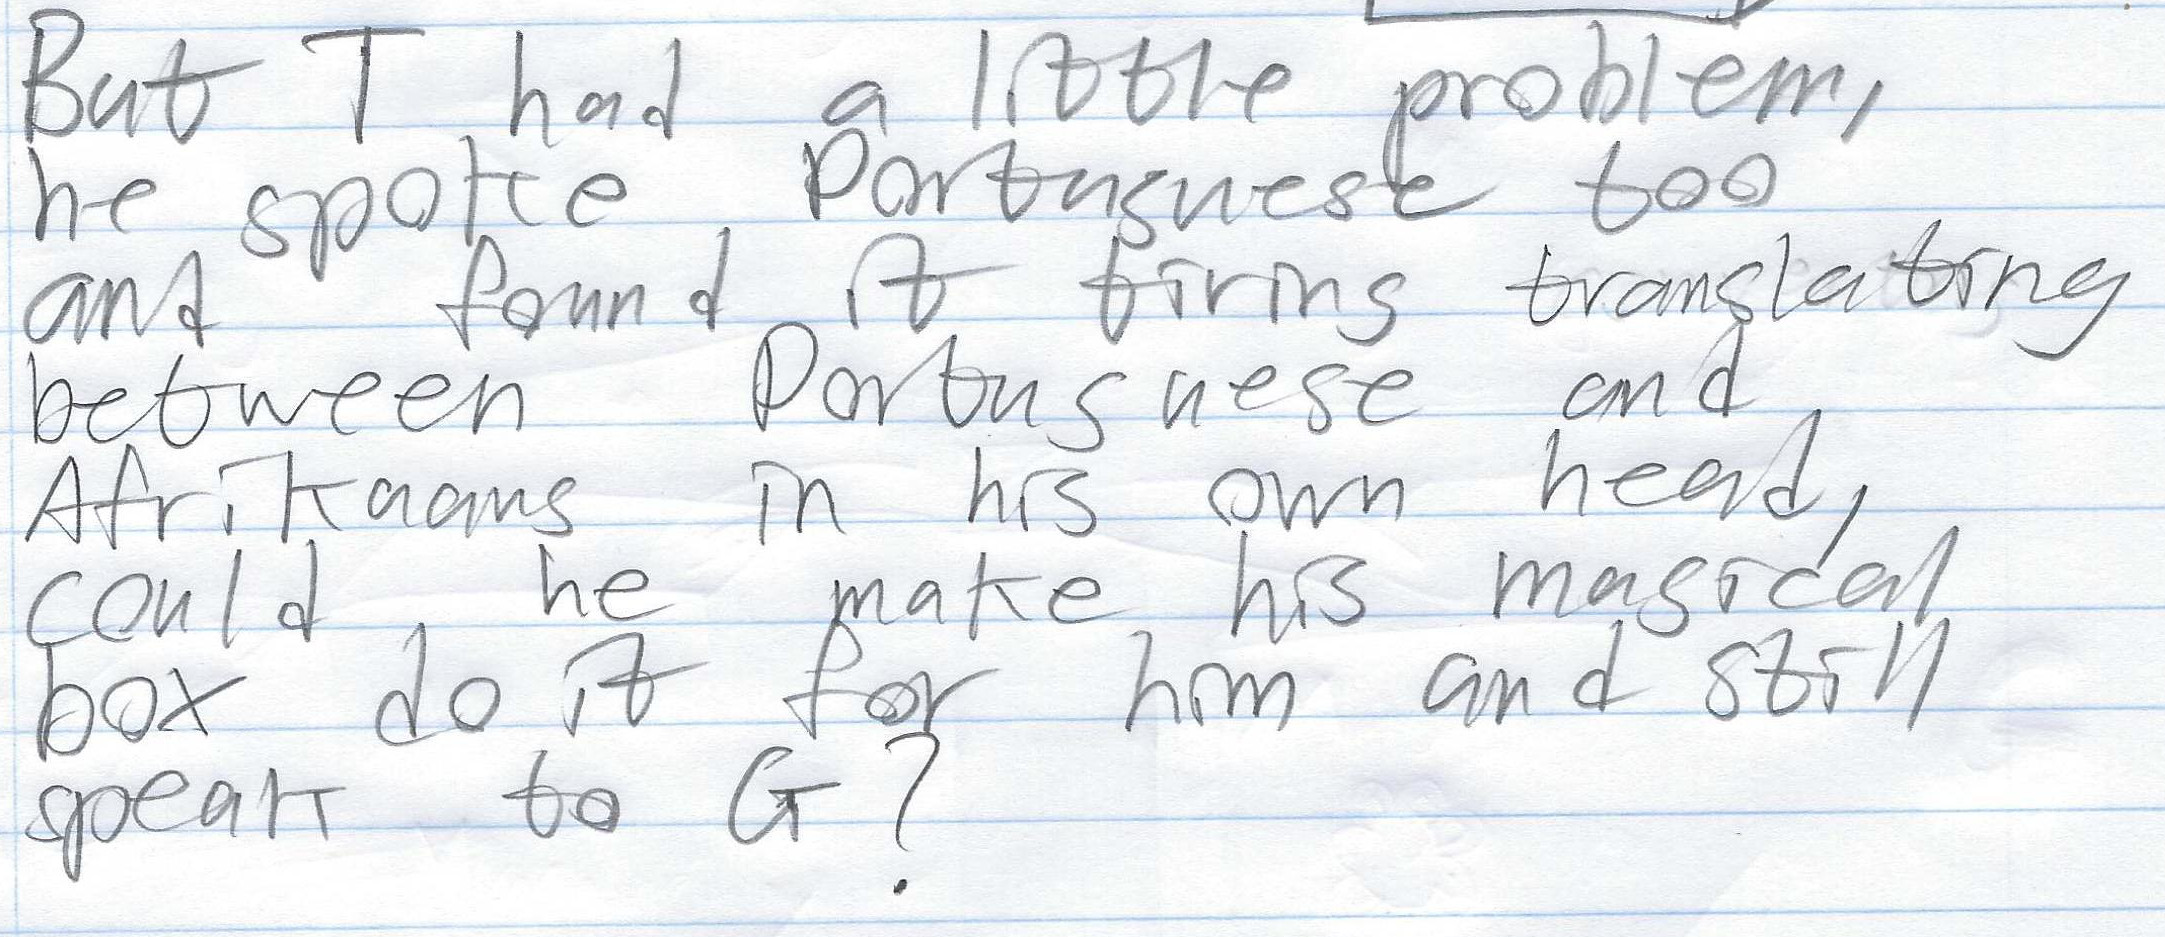 But T had a little problem,
he spoke Portuguese too
and found it tiring translating
between Portuguese and
Afrikaans in his own head,
could he make his magical
box do it for him and still
speak to G?